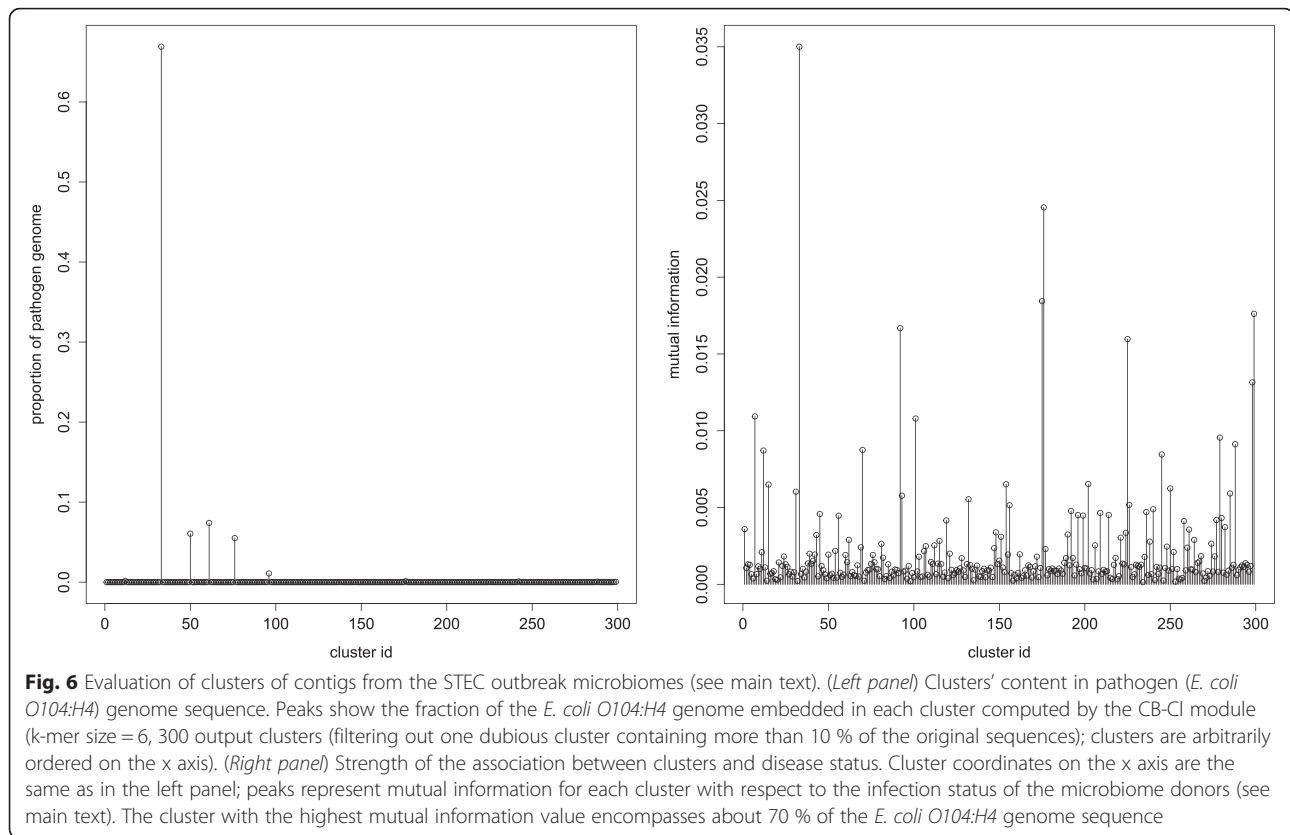 proportion of pathogen genome
0.0 0.1 0.2 0.3 0.4 0.5 0.6
0 50 100 150 200 250 300
cluster id
mutual information
0.000 0.005 0.010 0.015 0.020 0.025 0.030 0.035
0 50 100 150 200 250 300
cluster id
Fig. 6 Evaluation of clusters of contigs from the STEC outbreak microbiomes (see main text). (Left panel) Clusters' content in pathogen (E. coli
O104:H4) genome sequence. Peaks show the fraction of the E. coli O104:H4 genome embedded in each cluster computed by the CB-Cl module
(k-mer size = 6, 300 output clusters (filtering out one dubious cluster containing more than 10 % of the original sequences); clusters are arbitrarily
ordered on the x axis). (Right panel) Strength of the association between clusters and disease status. Cluster coordinates on the x axis are the
same as in the left panel; peaks represent mutual information for each cluster with respect to the infection status of the microbiome donors (see
main text). The cluster with the highest mutual information value encompasses about 70 % of the E. coli O104:H4 genome sequence